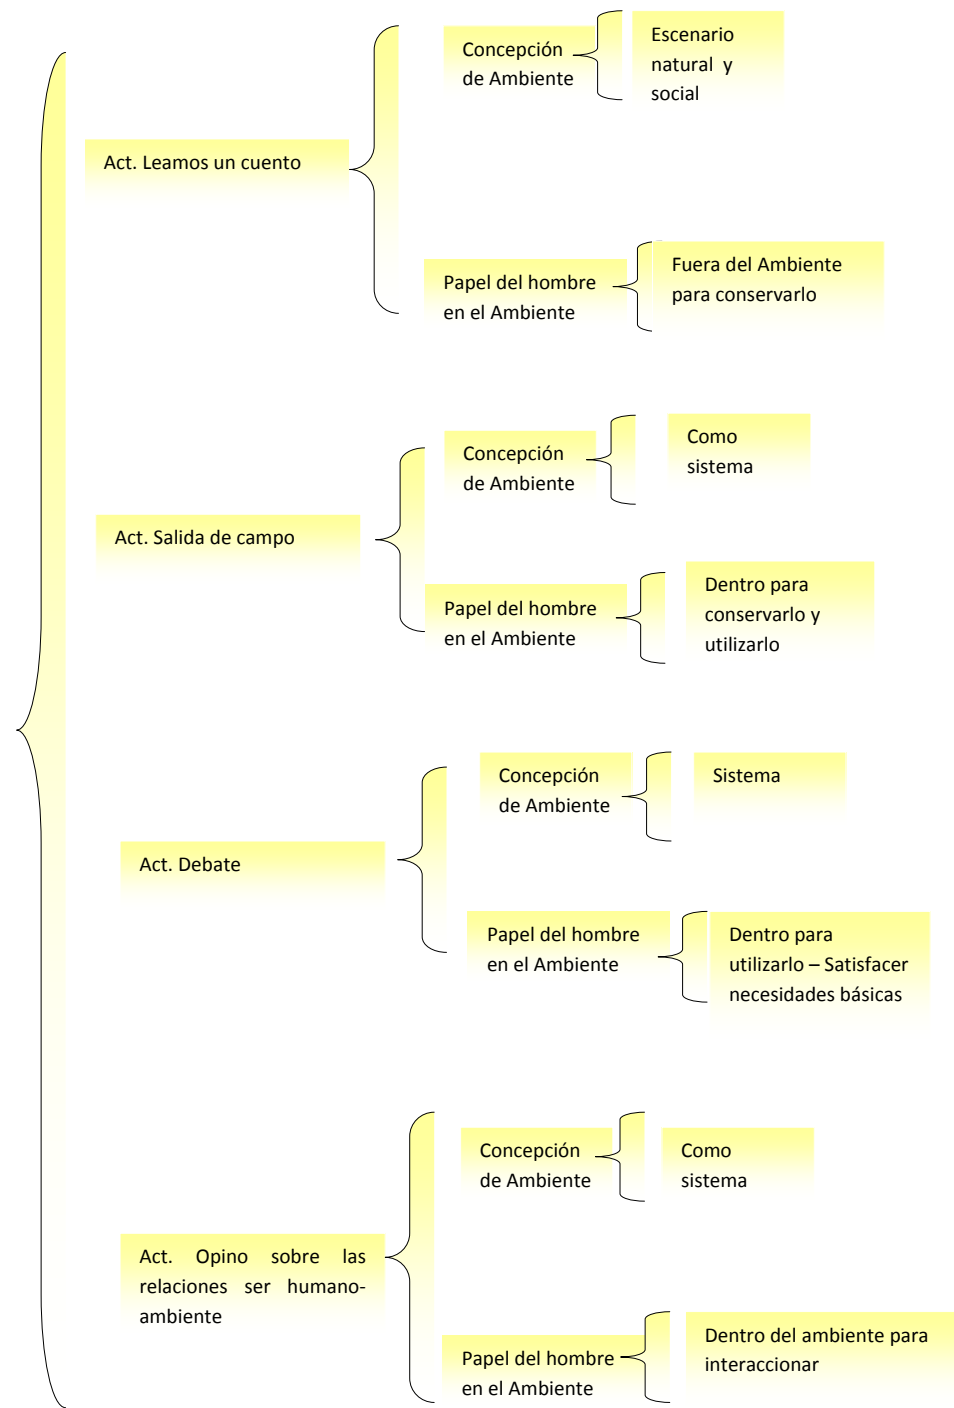 Concepción
de Ambiente
Escenario
natural y
social
Act. Leamos un cuento
Papel del hombre
en el Ambiente
Fuera del Ambiente
para conservarlo
Concepción
de Ambiente
Como
sistema
Act. Salida de campo
Papel del hombre
en el Ambiente
Dentro para
conservarlo y
utilizarlo
Concepción
de Ambiente
Sistema
Act. Debate
Papel del hombre
en el Ambiente
Dentro para
utilizarlo – Satisfacer
necesidades básicas
Concepción
de Ambiente
Como
sistema
Act. Opino sobre las
relaciones ser humano-
ambiente
Papel del hombre
en el Ambiente
Dentro del ambiente para
interaccionar